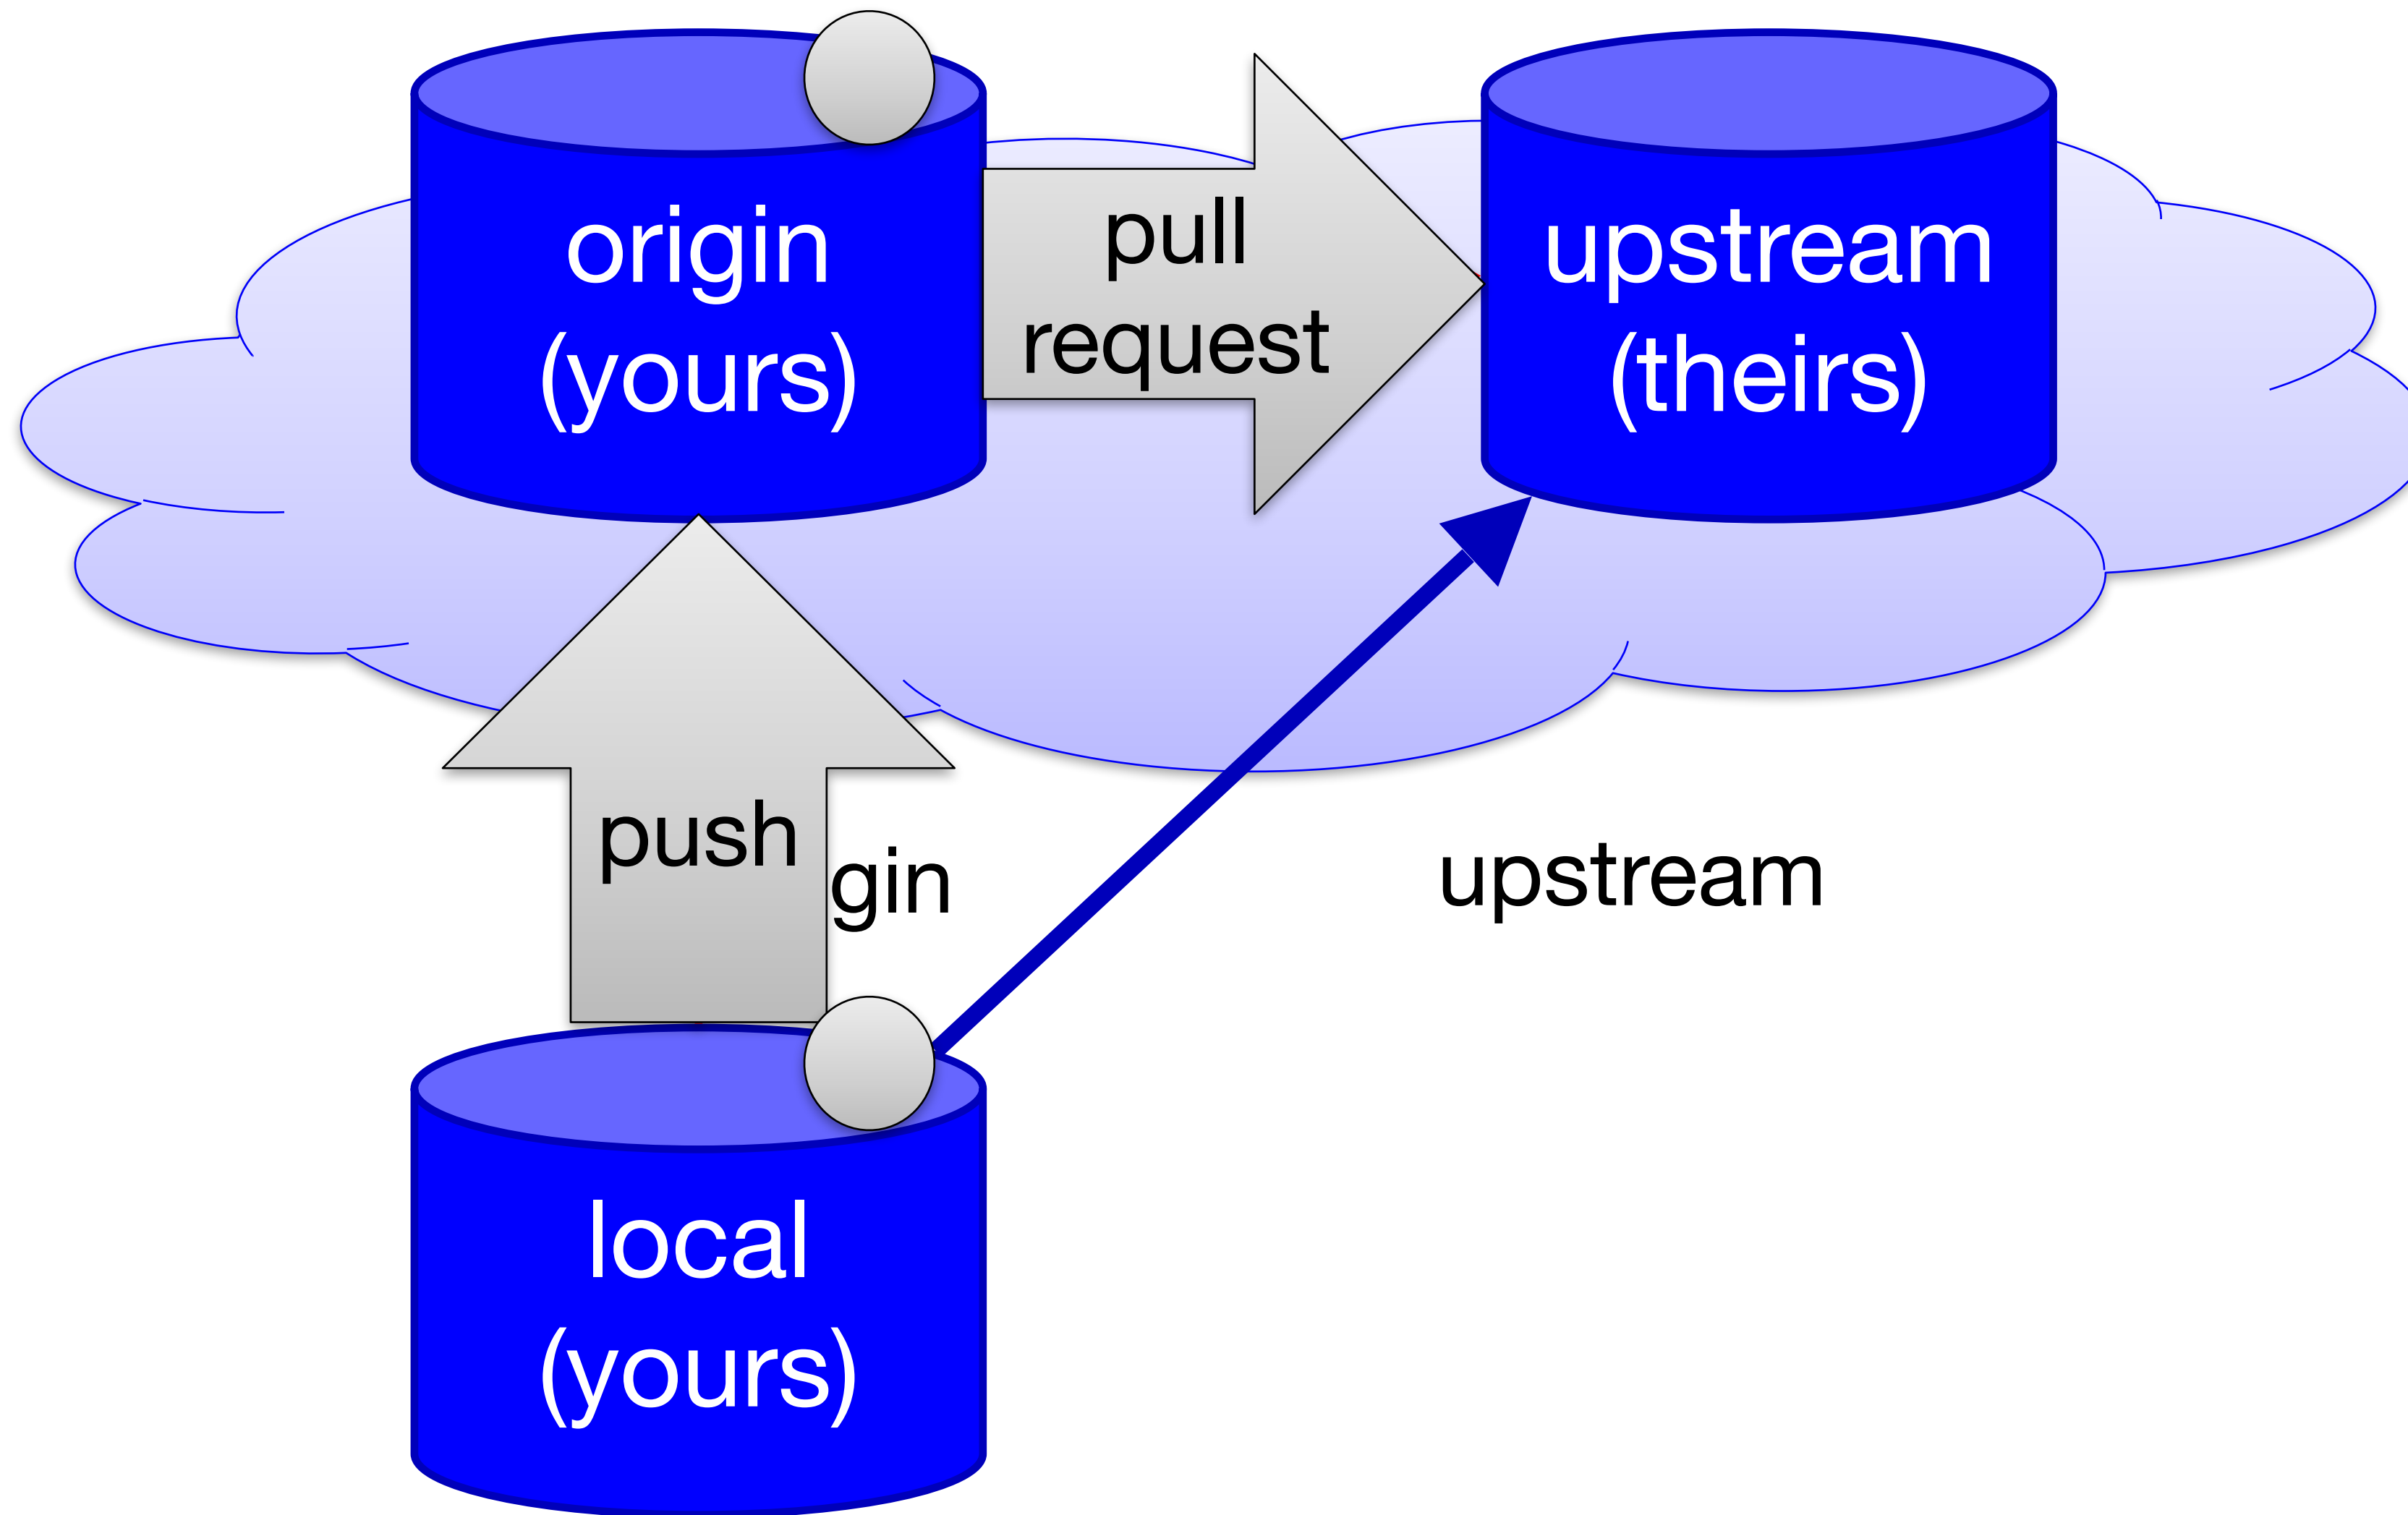 origin
(yours)
pull
request
upstream
(theirs)
push
gin
upstream
local
(yours)